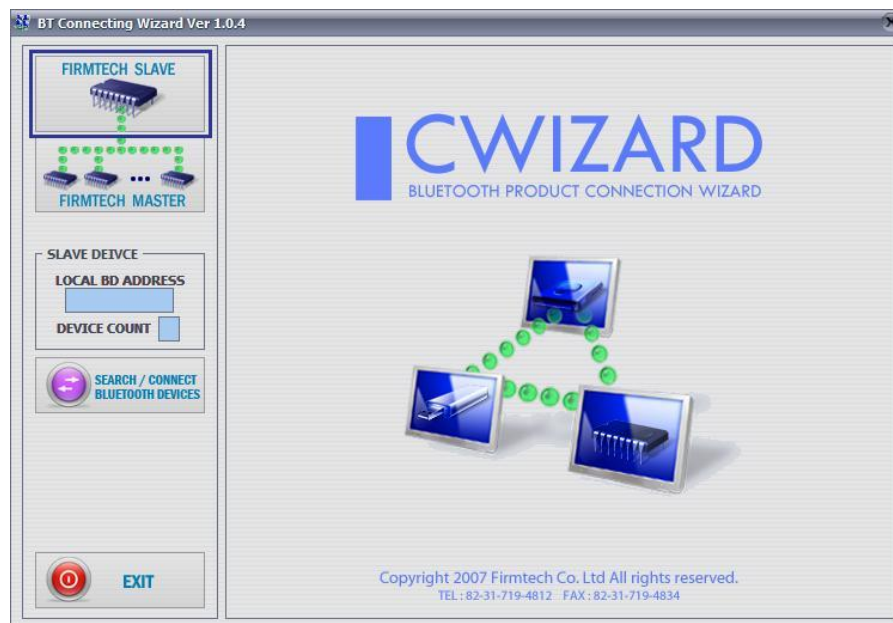 BT Connecting Wizard Ver 1.0.4
FIRMTECH SLAVE
FIRMTECH MASTER
SLAVE DEIVCE
LOCAL BD ADDRESS
DEVICE COUNT
SEARCH / CONNECT
BLUETOOTH DEVICES
EXIT
CWIZARD
BLUETOOTH PRODUCT CONNECTION WIZARD
Copyright 2007 Firmtech Co. Ltd All rights reserved.
TEL : 82-31-719-4812 FAX : 82-31-719-4834